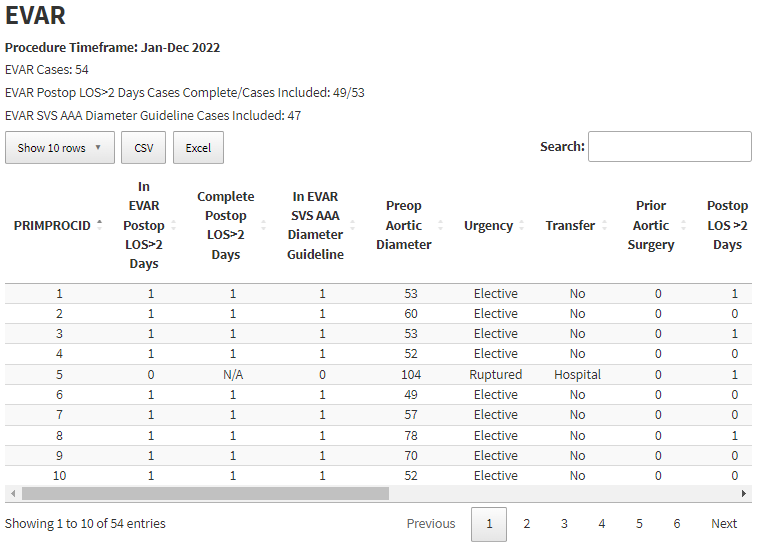 EVAR
Procedure Timeframe: Jan-Dec 2022
EVAR Cases: 54
EVAR Postop LOS>2 Days Cases Complete/Cases Included: 49/53
EVAR SVS AAA Diameter Guideline Cases Included: 47
Show 10 rows CSV Excel Search:
PRIMPROCID In EVAR Postop LOS>2 Days Complete Postop LOS>2 Days In EVAR SVS AAA Diameter Guideline Preop Aortic Diameter Urgency Transfer Prior Aortic Surgery Postop LOS >2 Days
1 1 1 1 53 Elective No 0 1
2 1 1 1 60 Elective No 0 0
3 1 1 1 53 Elective No 0 1
4 1 1 1 52 Elective No 0 0
5 0 N/A 0 104 Ruptured Hospital 0 1
6 1 1 1 49 Elective No 0 0
7 1 1 1 57 Elective No 0 0
8 1 1 1 78 Elective No 0 1
9 1 1 1 70 Elective No 0 0
10 1 1 1 52 Elective No 0 0
Showing 1 to 10 of 54 entries Previous 1 2 3 4 5 6 Next